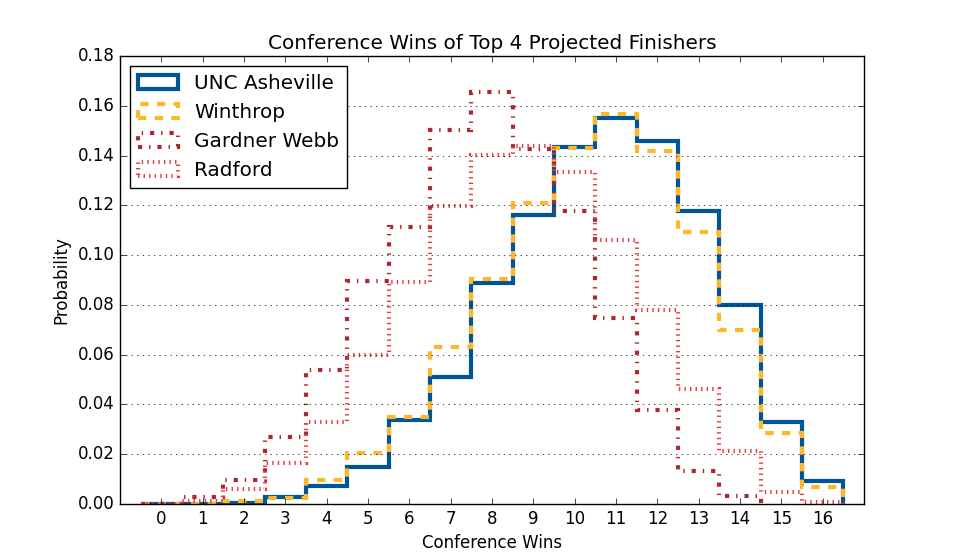 Conference Wins of Top 4 Projected Finishers
0.18
0.16
0.14
0.12
0.10
0.08
0.06
0.04
0.02
0.00
Probability
UNC Asheville
Winthrop
Gardner Webb
Radford
0 1 2 3 4 5 6 7 8 9 10 11 12 13 14 15 16
Conference Wins